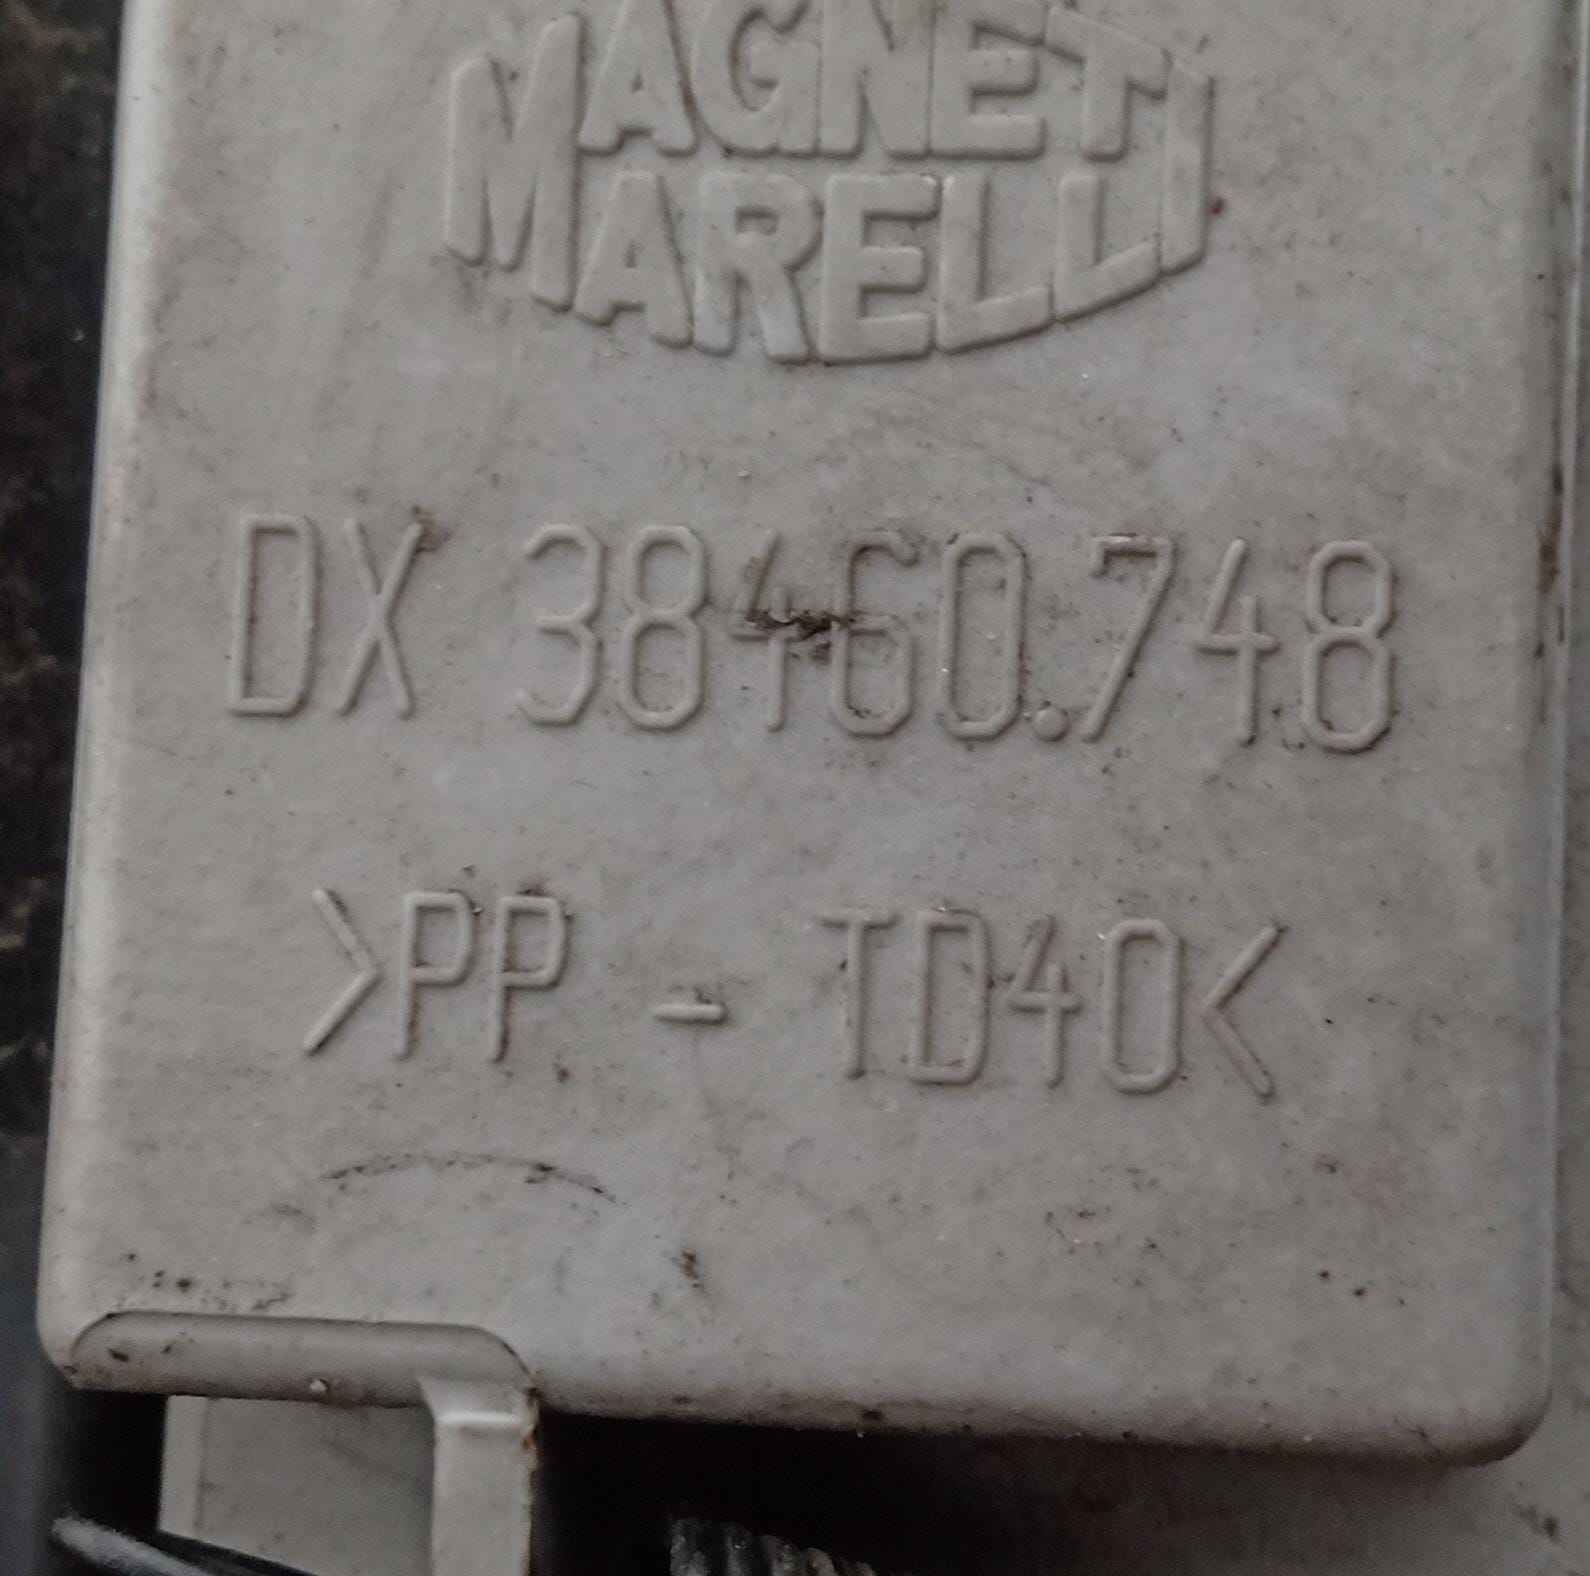 MAGNETI
MARELLI
DX 38460.748
>PP - TD40<